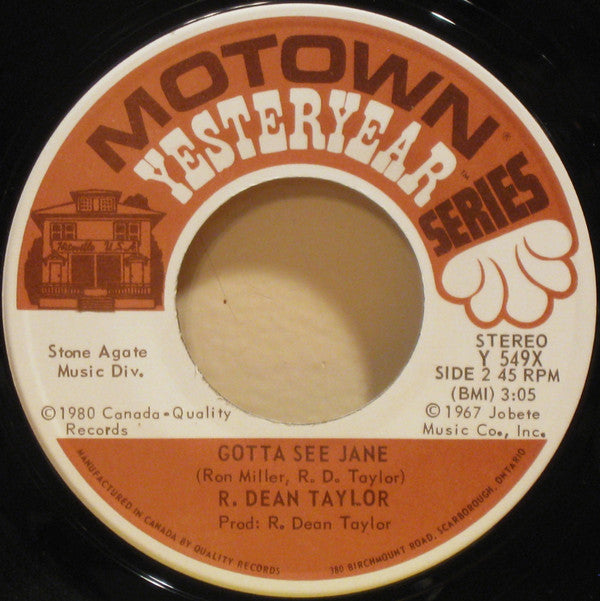 MOTOWN®
YESTERYEAR™
SERIES
Hitsville U.S.A.
Stone Agate
Music Div.
©1980 Canada-Quality
Records
STEREO
Y 549X
SIDE 2 45 RPM
(BMI) 3:05
©1967 Jobete
Music Co., Inc.
GOTTA SEE JANE
(Ron Miller, R. D. Taylor)
R. DEAN TAYLOR
Prod: R. Dean Taylor
MANUFACTURED IN CANADA BY QUALITY RECORDS
380 BIRCHMOUNT ROAD, SCARBOROUGH, ONTARIO